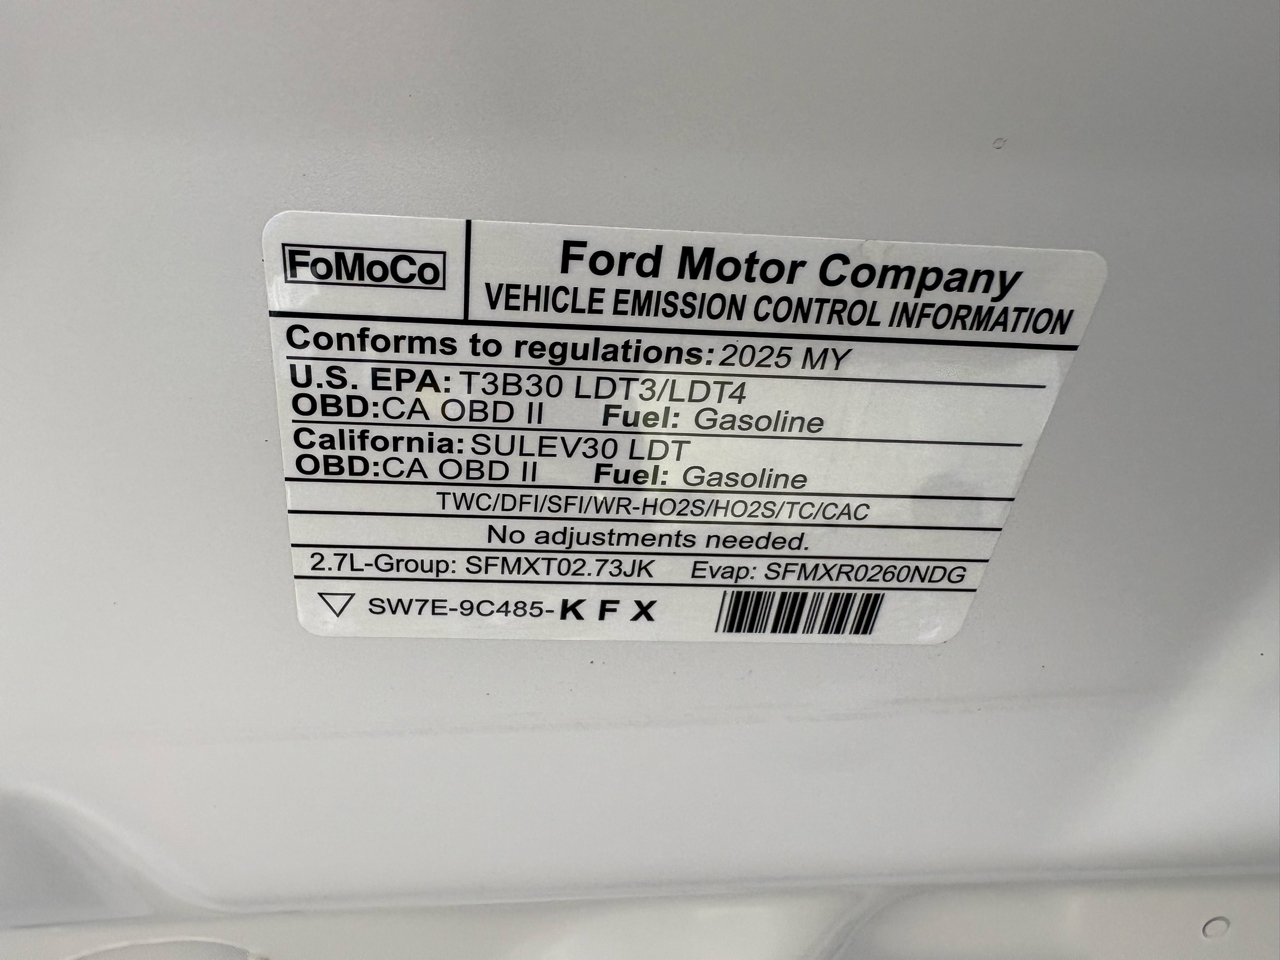 FoMoCo
Ford Motor Company
VEHICLE EMISSION CONTROL INFORMATION
Conforms to regulations: 2025 MY
U.S. EPA: T3B30 LDT3/LDT4
OBD: CA OBD II Fuel: Gasoline
California: SULEV30 LDT
OBD: CA OBD II Fuel: Gasoline
TWC/DFI/SFI/WR-HO2S/HO2S/TC/CAC
No adjustments needed.
2.7L-Group: SFMXT02.73JK Evap: SFMXR0260NDG
SW7E-9C485-K F X